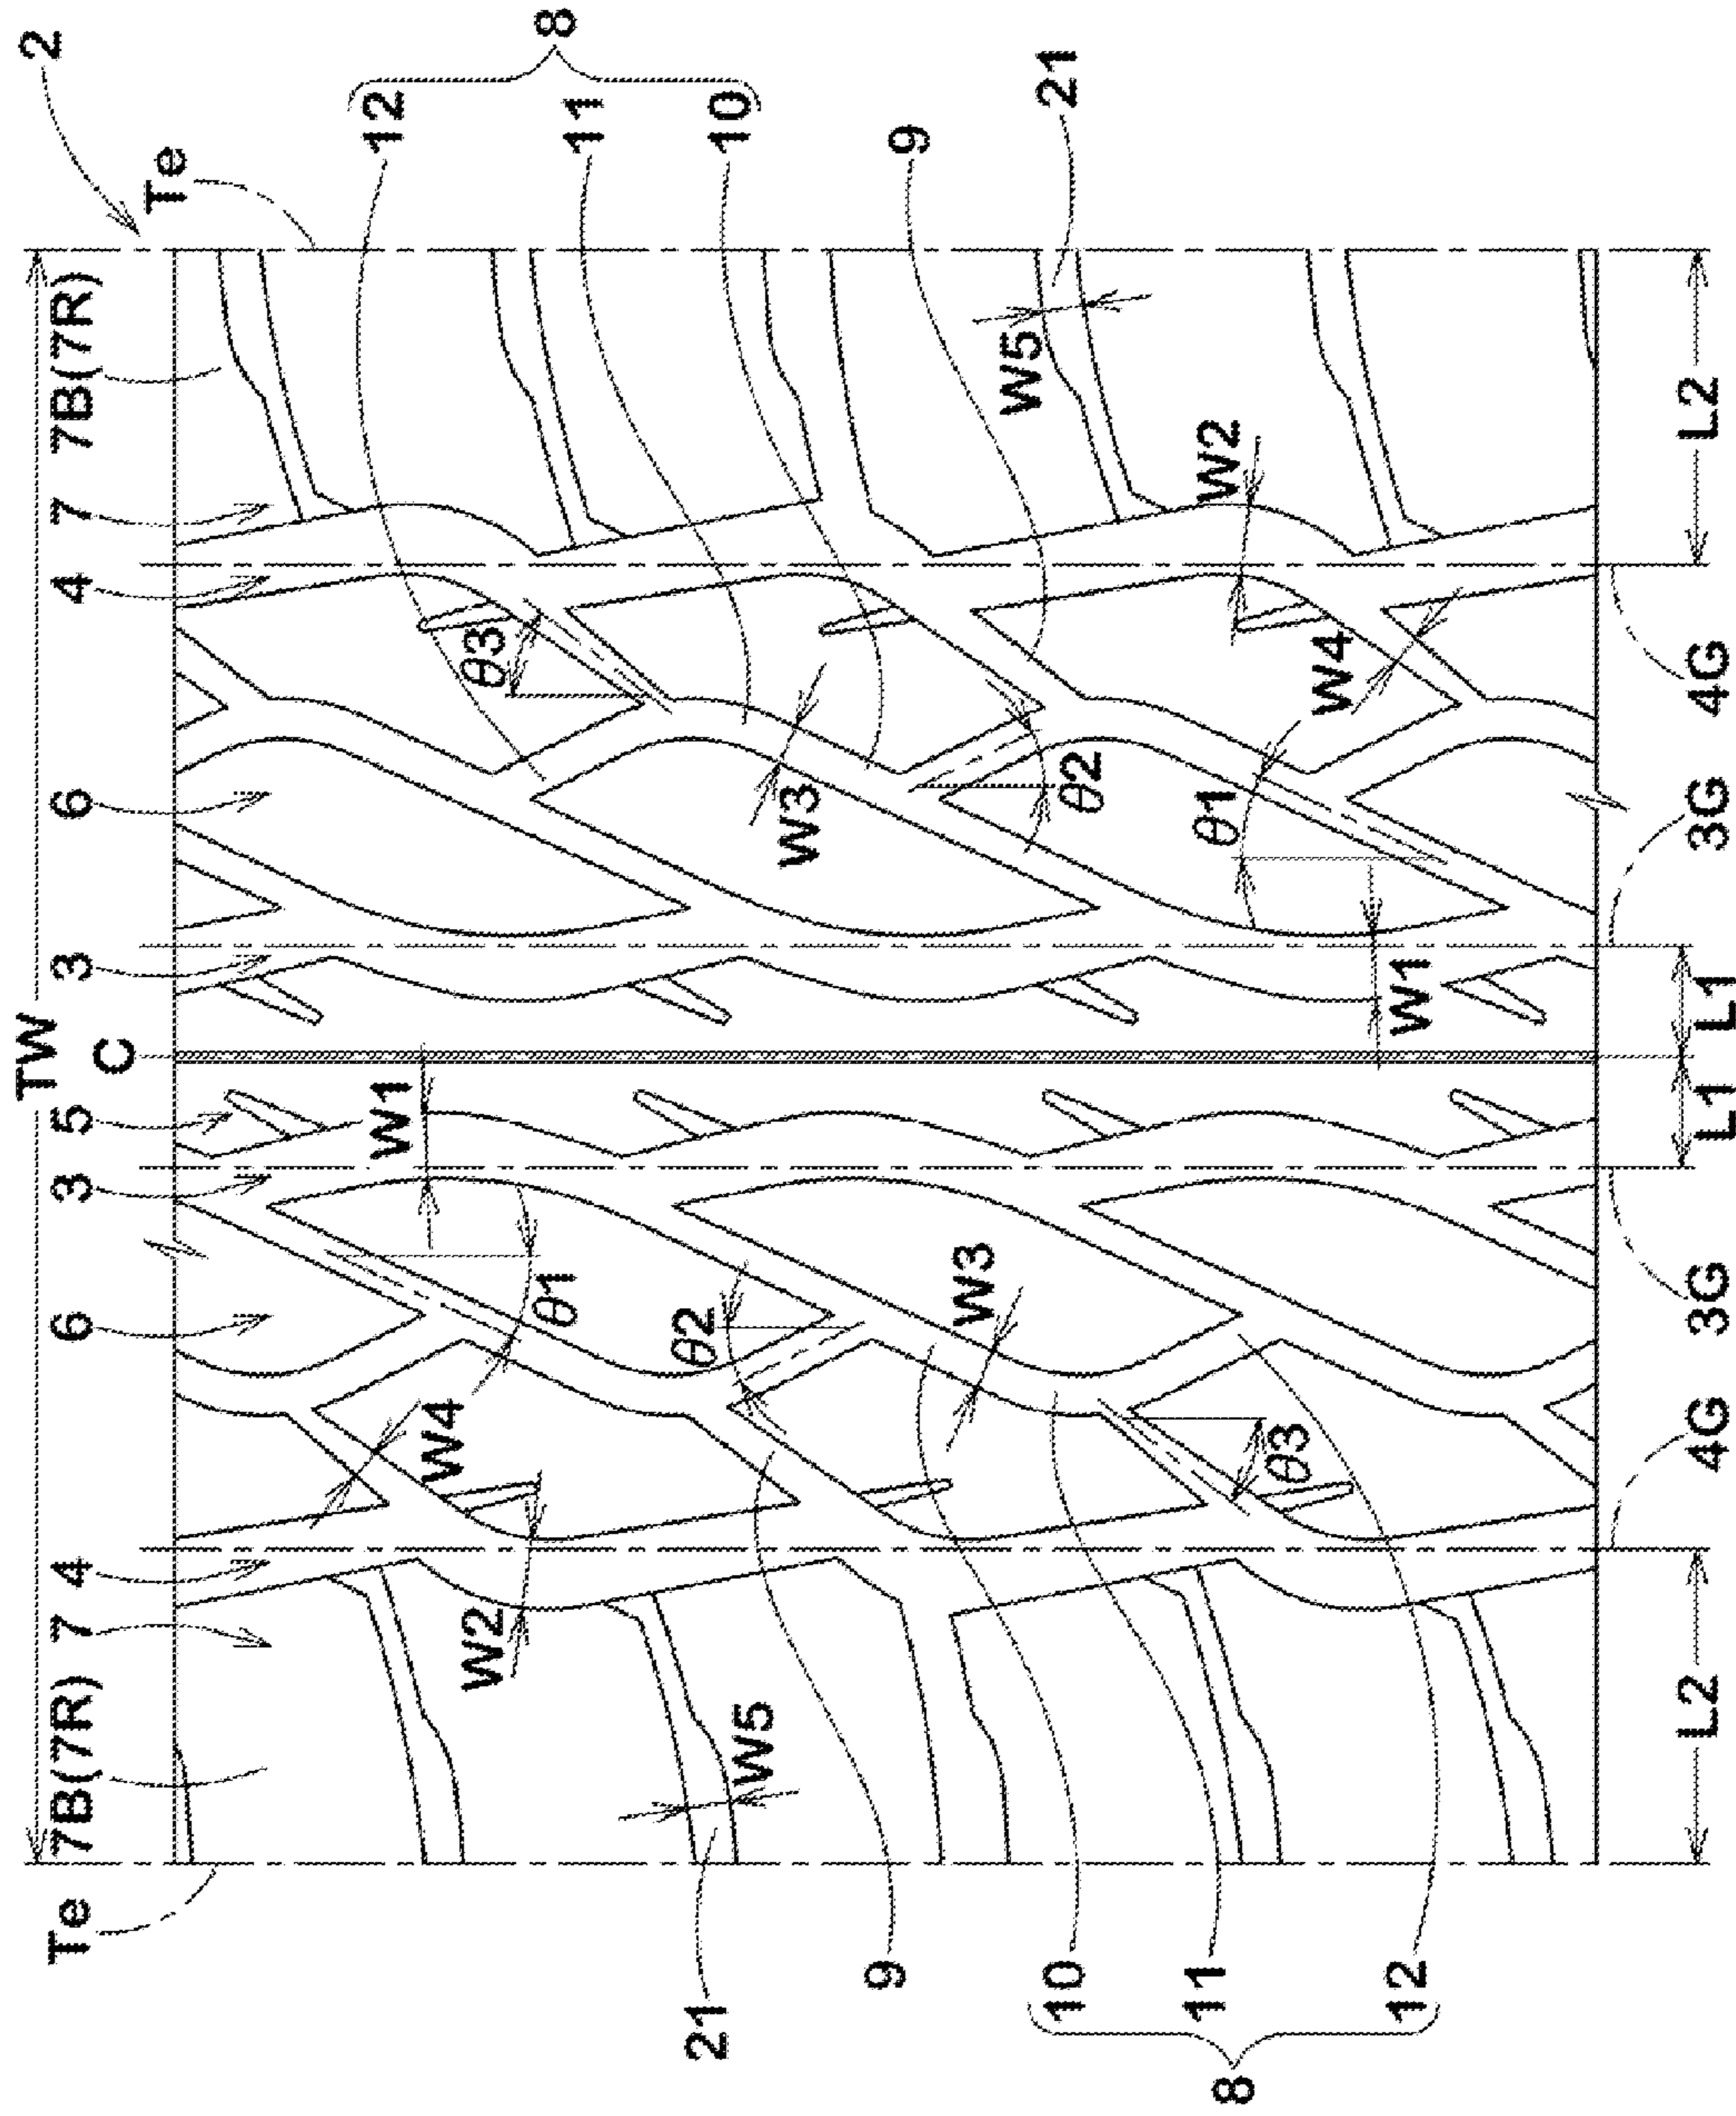 TW 2
Te 7B(7R) 7 4 6 3 5 C 3 6 4 7 7B(7R) Te
W1 12
W4
W2 θ3
θ1 8
11
21 W5 θ2 10
W3
9 W3 9
W5
10 θ2 21
11 θ1 W2
8 θ3
12 W1 W4
L2 4G 3G L1 L1 3G 4G L2